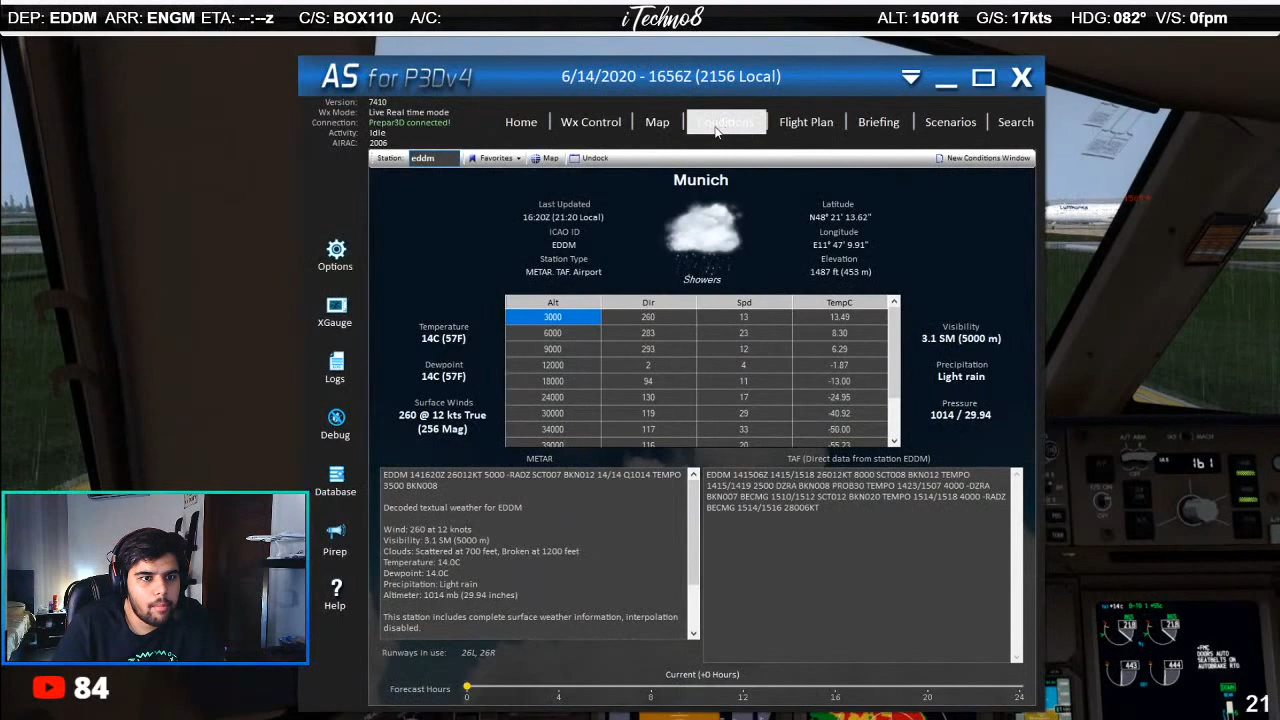 DEP: EDDM ARR: ENGM ETA: --:--z C/S: BOX110 A/C:
iTechno8
ALT: 1501ft G/S: 17kts HDG: 082º V/S: 0fpm
AS for P3Dv4
6/14/2020 - 1656Z (2156 Local)
Version: 7410
Wx Mode: Live Real time mode
Connection: Prepar3D connected!
Activity: Idle
AIRAC: 2006
Home Wx Control Map Conditions Flight Plan Briefing Scenarios Search
Station: eddm Favorites Map Undock New Conditions Window
Munich
Last Updated
16:20Z (21:20 Local)
ICAO ID
EDDM
Station Type
METAR. TAF. Airport
Showers
Latitude
N48° 21' 13.62"
Longitude
E11° 47' 9.91"
Elevation
1487 ft (453 m)
Options
XGauge
Logs
Debug
Database
Pirep
Help
Temperature
14C (57F)
Dewpoint
14C (57F)
Surface Winds
260 @ 12 kts True
(256 Mag)
Alt Dir Spd TempC
3000 260 13 13.49
6000 283 23 8.30
9000 293 12 6.29
12000 2 4 -1.87
18000 94 11 -13.00
24000 130 17 -24.95
30000 119 29 -40.92
34000 117 33 -50.00
39000 116 20 -55.23
Visibility
3.1 SM (5000 m)
Precipitation
Light rain
Pressure
1014 / 29.94
METAR
EDDM 141620Z 26012KT 5000 -RADZ SCT007 BKN012 14/14 Q1014 TEMPO
3500 BKN008
Decoded textual weather for EDDM
Wind: 260 at 12 knots
Visibility: 3.1 SM (5000 m)
Clouds: Scattered at 700 feet, Broken at 1200 feet
Temperature: 14.0C
Dewpoint: 14.0C
Precipitation: Light rain
Altimeter: 1014 mb (29.94 inches)
This station includes complete surface weather information, interpolation
disabled.
TAF (Direct data from station EDDM)
EDDM 141506Z 1415/1518 26012KT 8000 SCT008 BKN012 TEMPO
1415/1419 2500 DZRA BKN008 PROB30 TEMPO 1423/1507 4000 -DZRA
BKN007 BECMG 1510/1512 SCT012 BKN020 TEMPO 1514/1518 4000 -RADZ
BECMG 1514/1516 28006KT
Runways in use: 26L, 26R
Current (+0 Hours)
Forecast Hours 0 4 8 12 16 20 24
A/T ARM
IAS
161
443 444
84
21